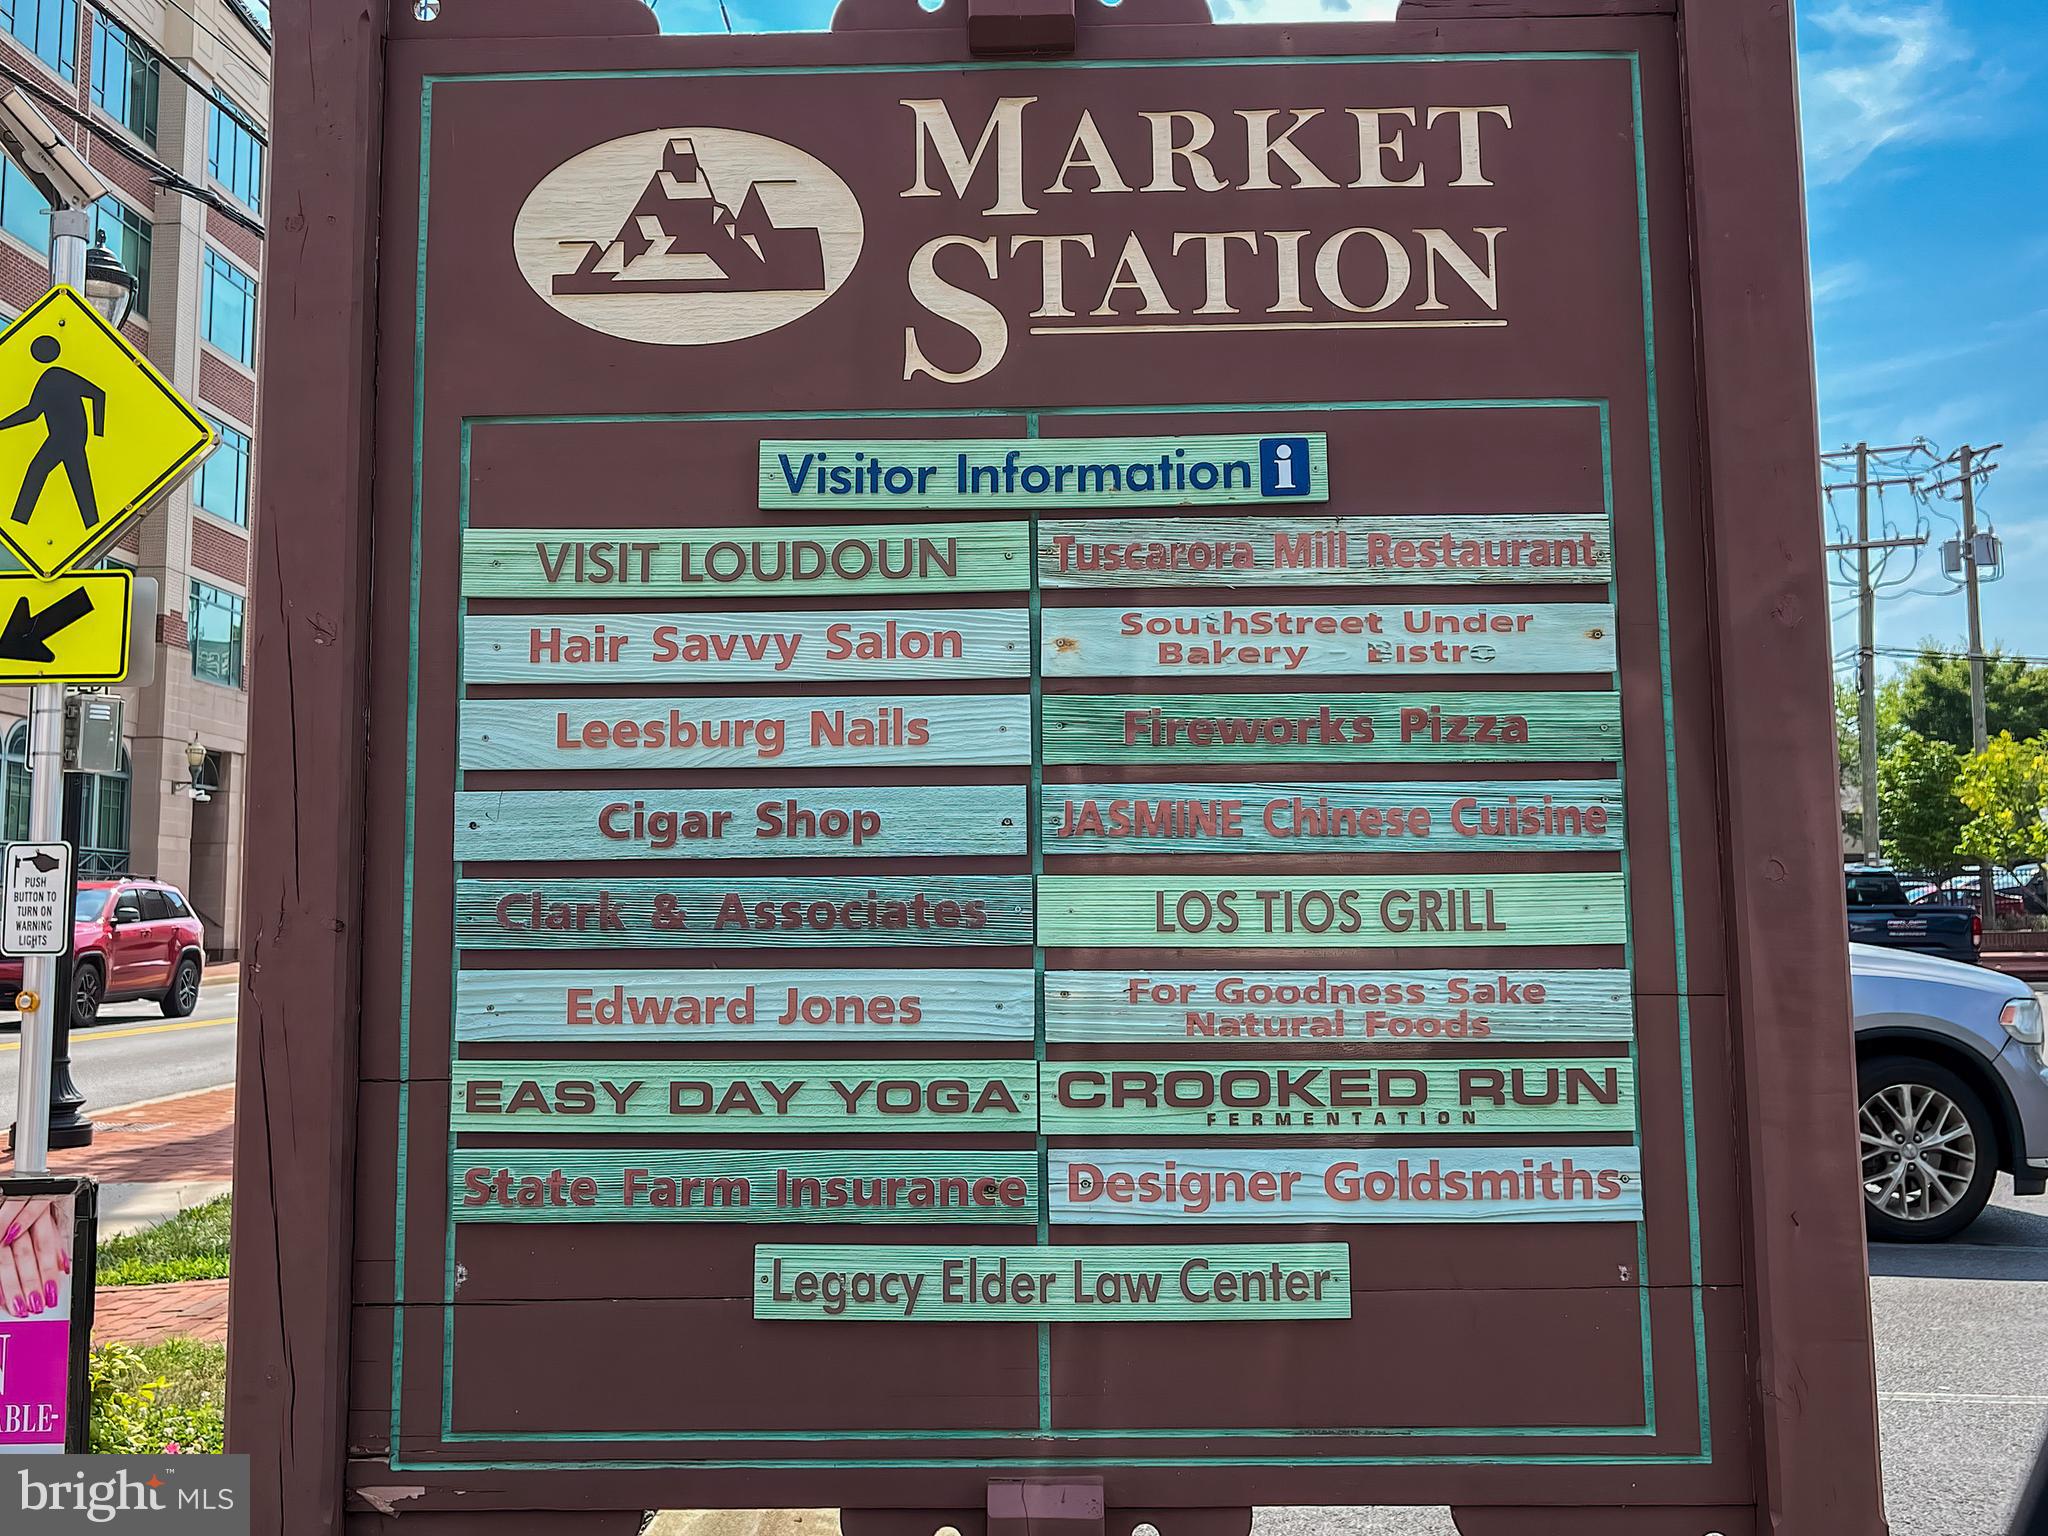 MARKET
STATION
Visitor Information i
VISIT LOUDOUN
Tuscarora Mill Restaurant
Hair Savvy Salon
SouthStreet Under
Bakery Bistro
Leesburg Nails
Fireworks Pizza
Cigar Shop
JASMINE Chinese Cuisine
Clark & Associates
LOS TIOS GRILL
Edward Jones
For Goodness Sake
Natural Foods
EASY DAY YOGA
CROOKED RUN
FERMENTATION
State Farm Insurance
Designer Goldsmiths
Legacy Elder Law Center
PUSH
BUTTON TO
TURN ON
WARNING
LIGHTS
N
ABLE-
bright™ MLS